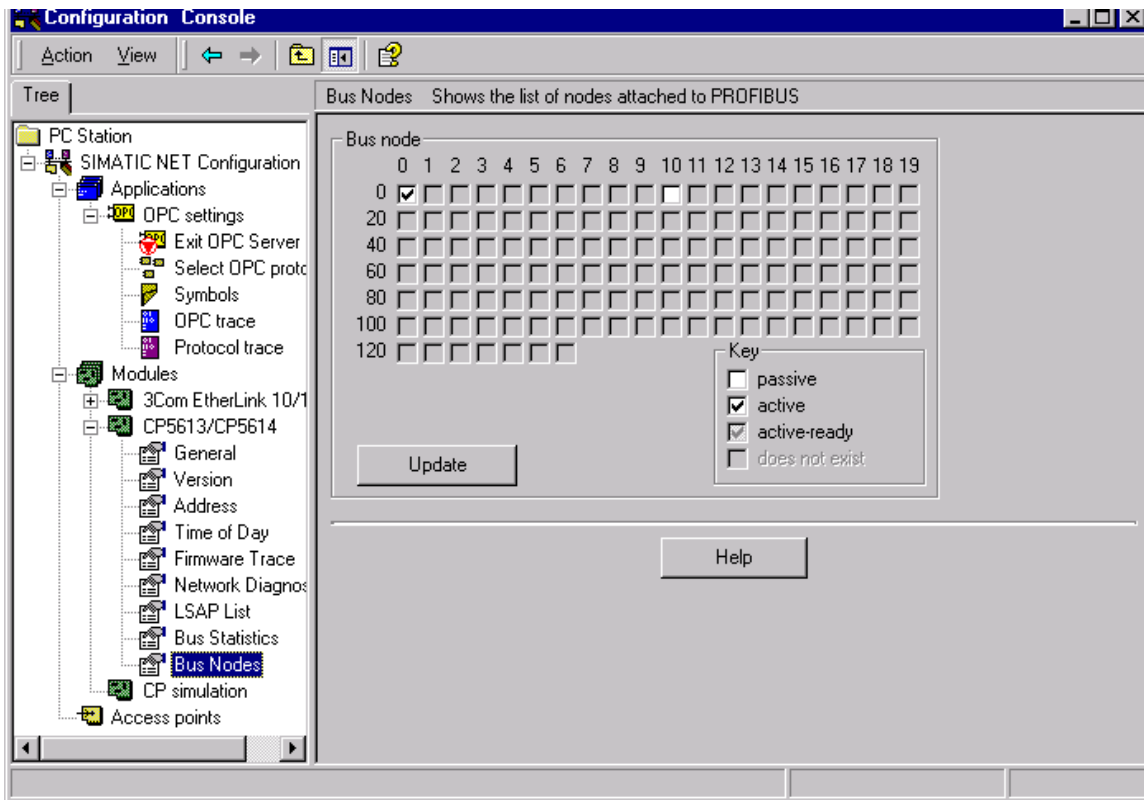 Configuration Console
Action View
Tree
Bus Nodes Shows the list of nodes attached to PROFIBUS
PC Station
SIMATIC NET Configuration
Applications
OPC settings
Exit OPC Server
Select OPC protc
Symbols
OPC trace
Protocol trace
Modules
3Com EtherLink 10/1
CP5613/CP5614
General
Version
Address
Time of Day
Firmware Trace
Network Diagnos
LSAP List
Bus Statistics
Bus Nodes
CP simulation
Access points
Bus node
0 1 2 3 4 5 6 7 8 9 10 11 12 13 14 15 16 17 18 19
0
20
40
60
80
100
120
Key
passive
active
active-ready
does not exist
Update
Help